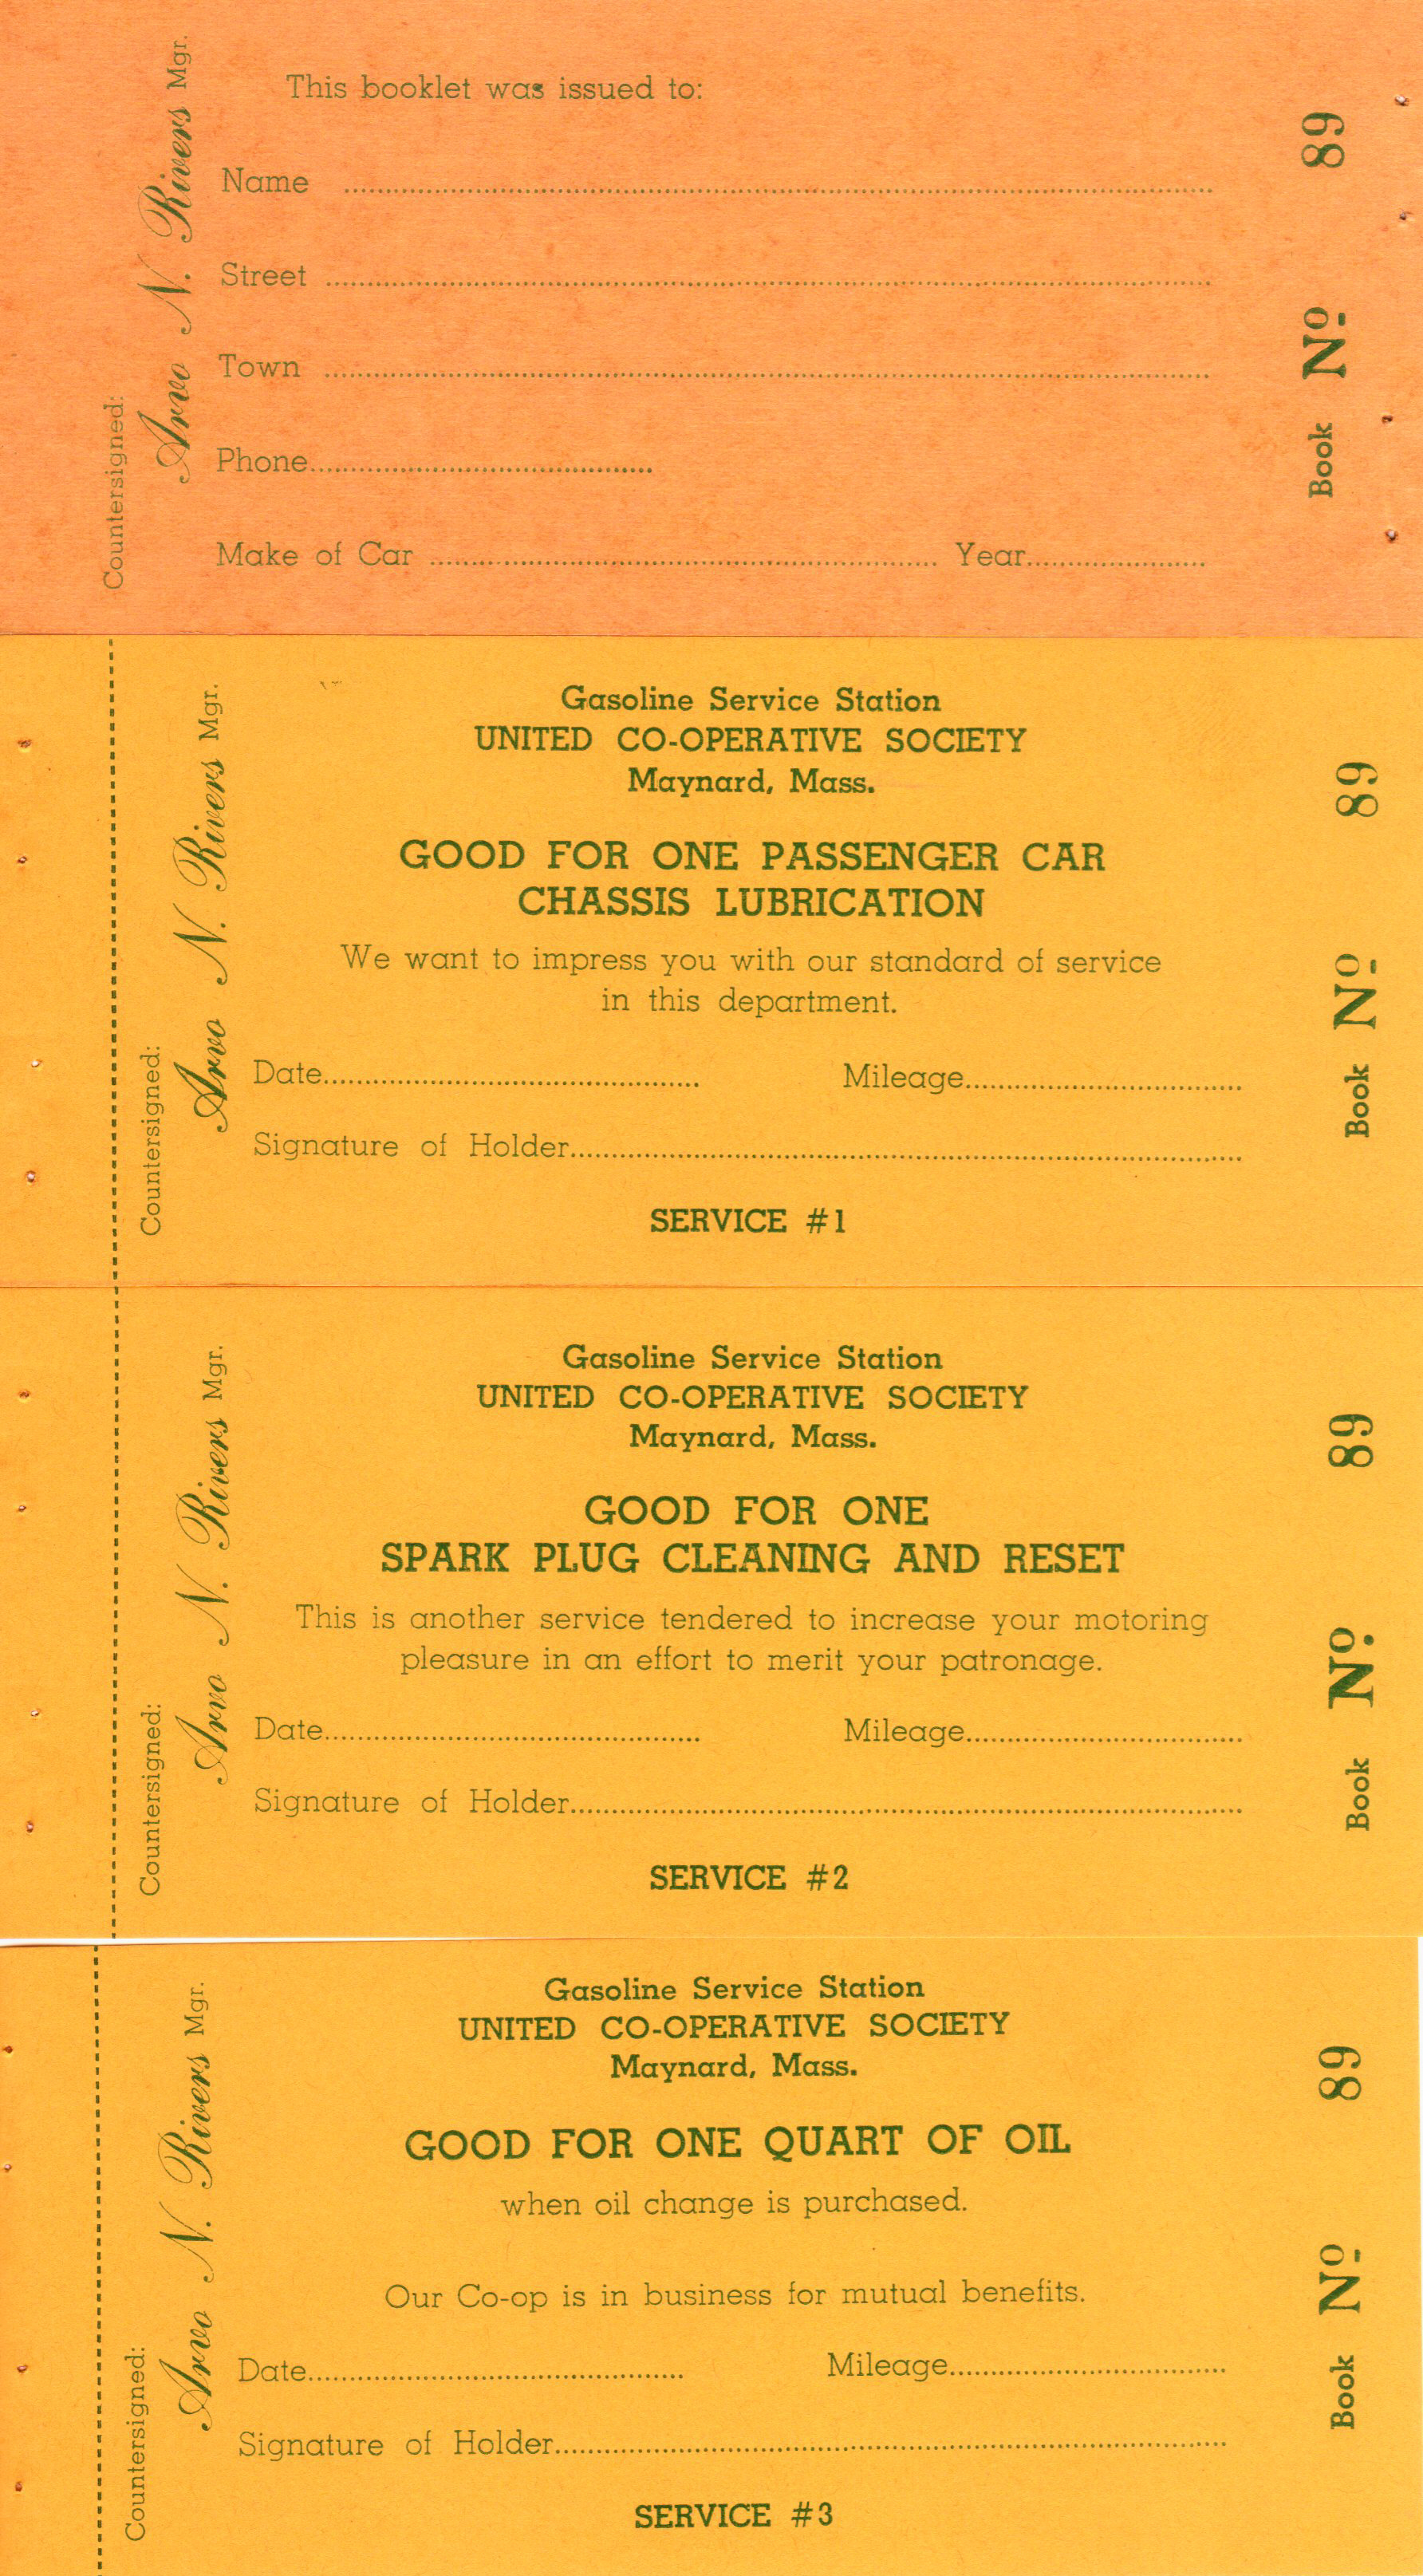 This booklet was issued to:
Name
Street
Town
Phone
Make of Car Year
Countersigned:
Arvo N. Rivers Mgr.
Book No. 89
Gasoline Service Station
UNITED CO-OPERATIVE SOCIETY
Maynard, Mass.
GOOD FOR ONE PASSENGER CAR
CHASSIS LUBRICATION
We want to impress you with our standard of service
in this department.
Date Mileage
Signature of Holder
SERVICE #1
Countersigned:
Arvo N. Rivers Mgr.
Book No. 89
Gasoline Service Station
UNITED CO-OPERATIVE SOCIETY
Maynard, Mass.
GOOD FOR ONE
SPARK PLUG CLEANING AND RESET
This is another service tendered to increase your motoring
pleasure in an effort to merit your patronage.
Date Mileage
Signature of Holder
SERVICE #2
Countersigned:
Arvo N. Rivers Mgr.
Book No. 89
Gasoline Service Station
UNITED CO-OPERATIVE SOCIETY
Maynard, Mass.
GOOD FOR ONE QUART OF OIL
when oil change is purchased.
Our Co-op is in business for mutual benefits.
Date Mileage
Signature of Holder
SERVICE #3
Countersigned:
Arvo N. Rivers Mgr.
Book No. 89